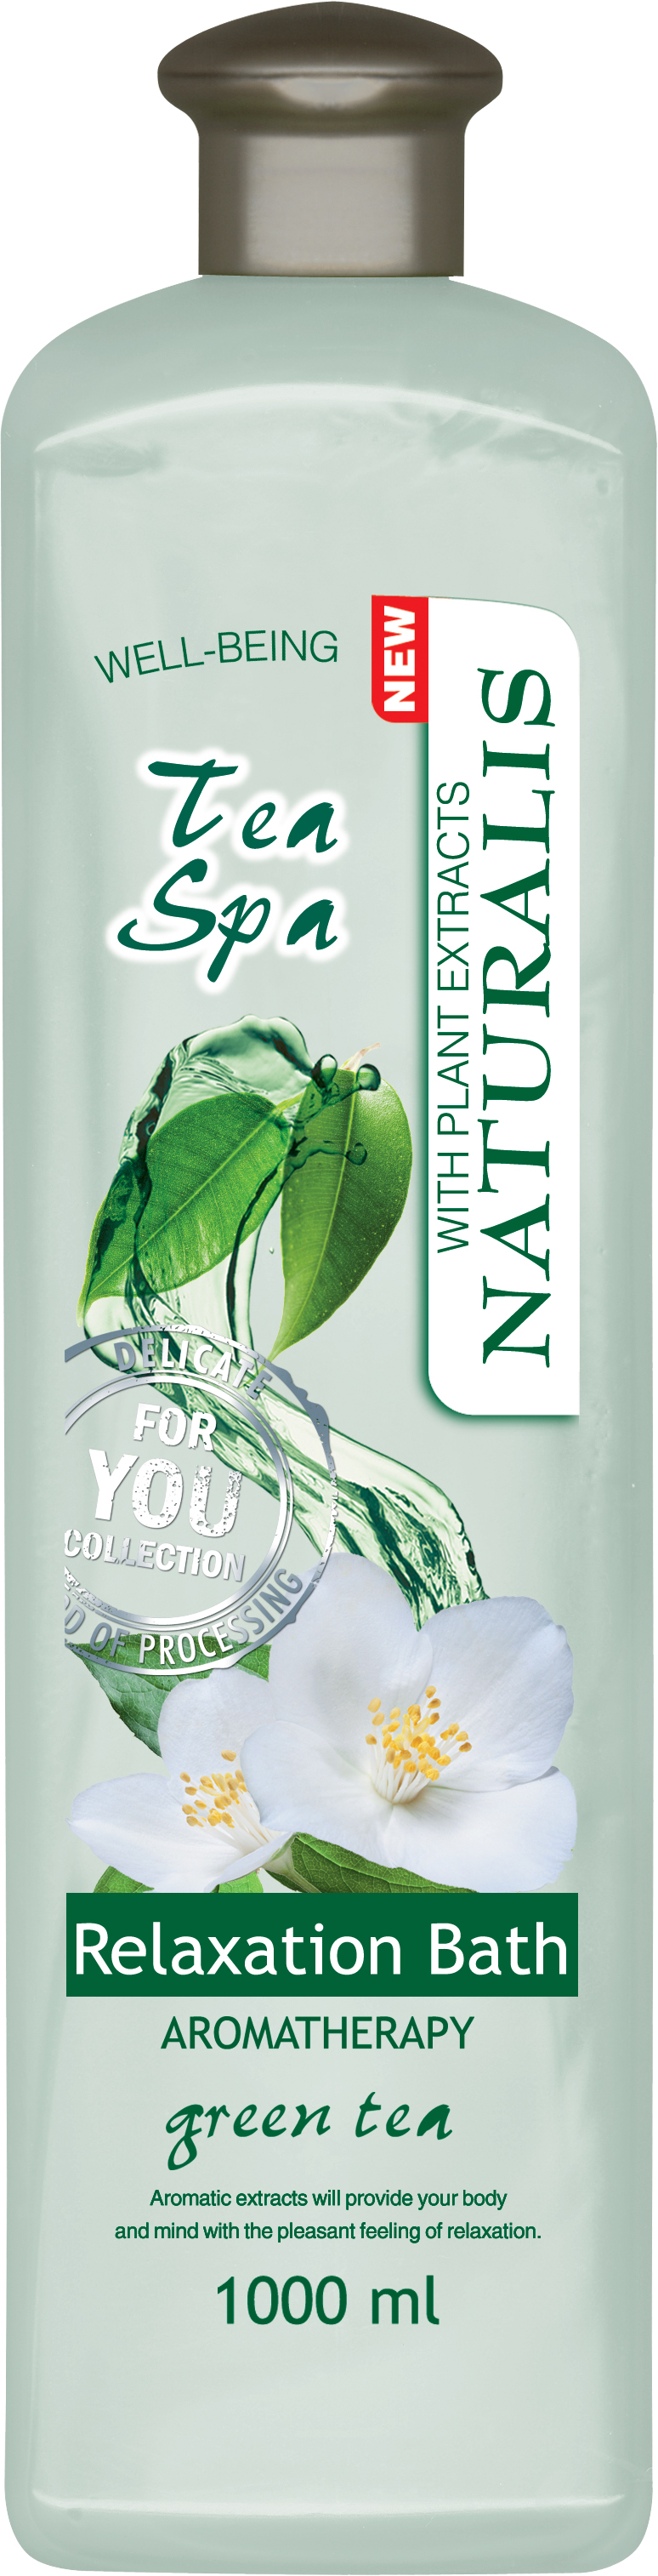 WELL-BEING
NEW
Tea
Spa
WITH PLANT EXTRACTS
NATURALIS
DELICATE
FOR
YOU
COLLECTION
OF PROCESSING
Relaxation Bath
AROMATHERAPY
green tea
Aromatic extracts will provide your body
and mind with the pleasant feeling of relaxation.
1000 ml